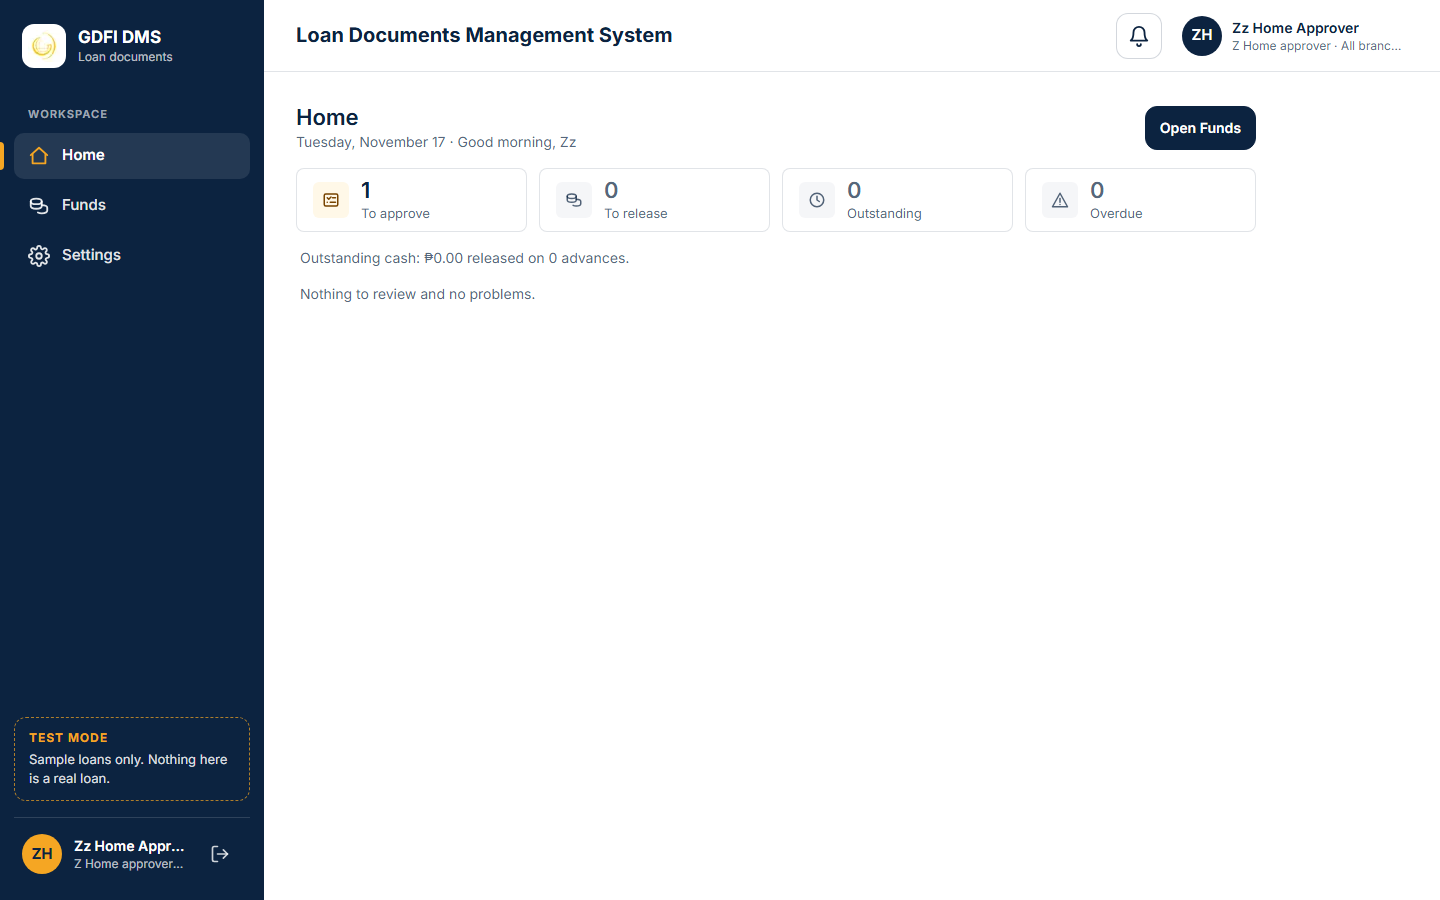 GDFI DMS
Loan documents
WORKSPACE
Home
Funds
Settings
TEST MODE
Sample loans only. Nothing here
is a real loan.
ZH
Zz Home Appr...
Z Home approver...
Loan Documents Management System
ZH
Zz Home Approver
Z Home approver · All branc...
Home
Tuesday, November 17 · Good morning, Zz
Open Funds
1
To approve
0
To release
0
Outstanding
0
Overdue
Outstanding cash: ₱0.00 released on 0 advances.
Nothing to review and no problems.